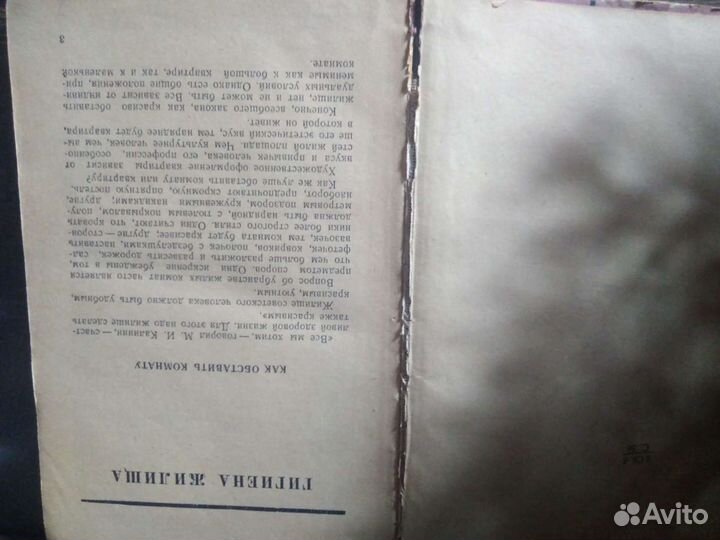 ГИГИЕНА ЖИЛИЩА
КАК ОБСТАВИТЬ КОМНАТУ
«Все мы хотим,— говорил М. И. Калинин,— счаст-
ливой здоровой жизни. Для этого надо жилище сделать
также красивым».
Жилище советского человека должно быть удобным,
красивым, уютным.
Вопрос об убранстве жилых комнат часто является
предметом споров. Одни искренне убеждены в том,
что чем больше разложить и развесить дорожек, сал-
феточек, ковриков, полочек с безделушками, наставить
вазочек, тем комната будет красивее; другие — сторон-
ники более строгого стиля. Одни считают, что кровать
должна быть нарядной, с тюлевым покрывалом, полу-
метровым подзором, кружевными накидками; другие,
наоборот, предпочитают скромную, опрятную постель.
Как же лучше обставить комнату или квартиру?
Художественное оформление квартиры зависит от
вкуса и привычек человека, его профессии, особенно-
стей жилой площади. Чем культурнее человек, чем вы-
ше его эстетический вкус, тем наряднее будет квартира,
в которой он живет.
Конечно, всеобщего закона, как красиво обставить
жилище, нет и не может быть. Все зависит от индиви-
дуальных условий. Однако есть общие положения, при-
менимые как к большой квартире, так и к маленькой
комнате.
3
Avito